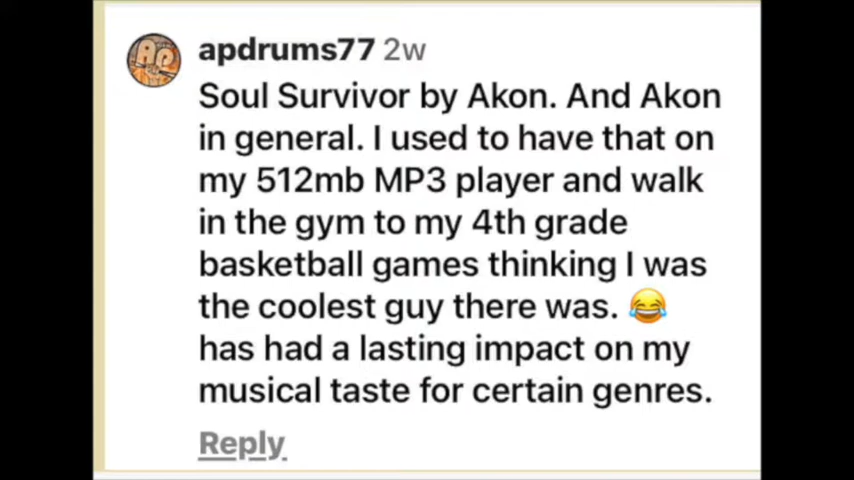 apdrums77 2w
Soul Survivor by Akon. And Akon
in general. I used to have that on
my 512mb MP3 player and walk
in the gym to my 4th grade
basketball games thinking I was
the coolest guy there was. 😂
has had a lasting impact on my
musical taste for certain genres.
Reply